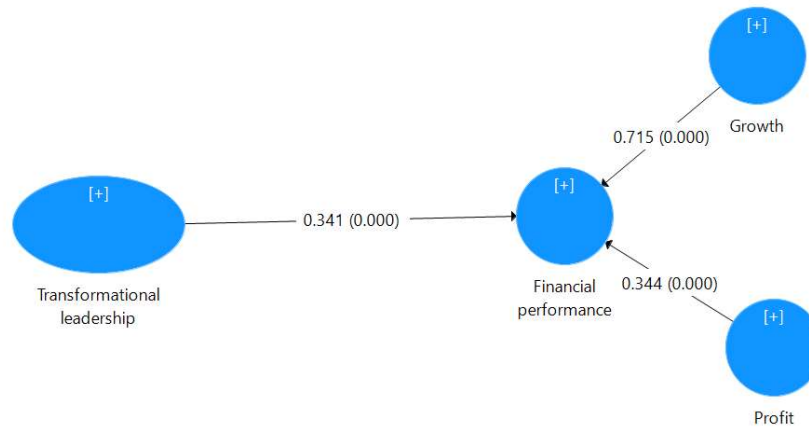 [+]
Growth
0.715 (0.000)
[+]
[+]
0.341 (0.000)
Transformational
leadership
Financial
performance
0.344 (0.000)
[+]
Profit